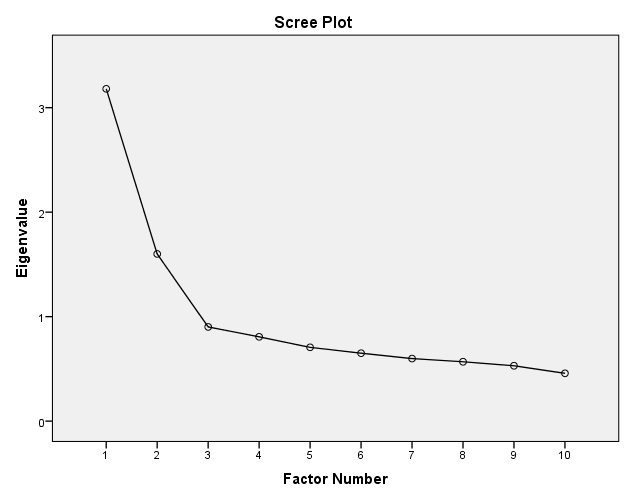 Scree Plot
3
2
1
0
Eigenvalue
1 2 3 4 5 6 7 8 9 10
Factor Number